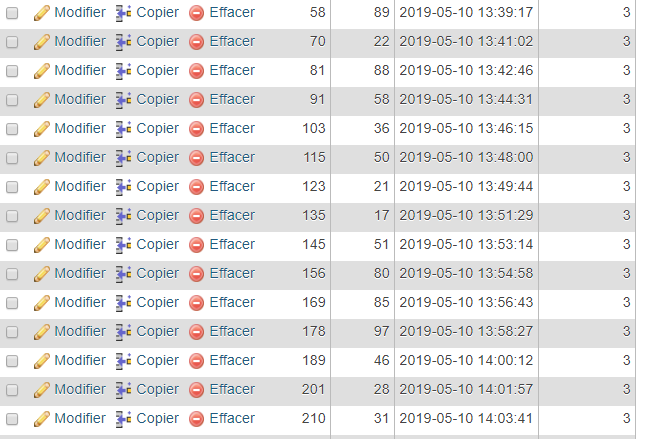 Modifier Copier Effacer 58 89 2019-05-10 13:39:17 3
Modifier Copier Effacer 70 22 2019-05-10 13:41:02 3
Modifier Copier Effacer 81 88 2019-05-10 13:42:46 3
Modifier Copier Effacer 91 58 2019-05-10 13:44:31 3
Modifier Copier Effacer 103 36 2019-05-10 13:46:15 3
Modifier Copier Effacer 115 50 2019-05-10 13:48:00 3
Modifier Copier Effacer 123 21 2019-05-10 13:49:44 3
Modifier Copier Effacer 135 17 2019-05-10 13:51:29 3
Modifier Copier Effacer 145 51 2019-05-10 13:53:14 3
Modifier Copier Effacer 156 80 2019-05-10 13:54:58 3
Modifier Copier Effacer 169 85 2019-05-10 13:56:43 3
Modifier Copier Effacer 178 97 2019-05-10 13:58:27 3
Modifier Copier Effacer 189 46 2019-05-10 14:00:12 3
Modifier Copier Effacer 201 28 2019-05-10 14:01:57 3
Modifier Copier Effacer 210 31 2019-05-10 14:03:41 3